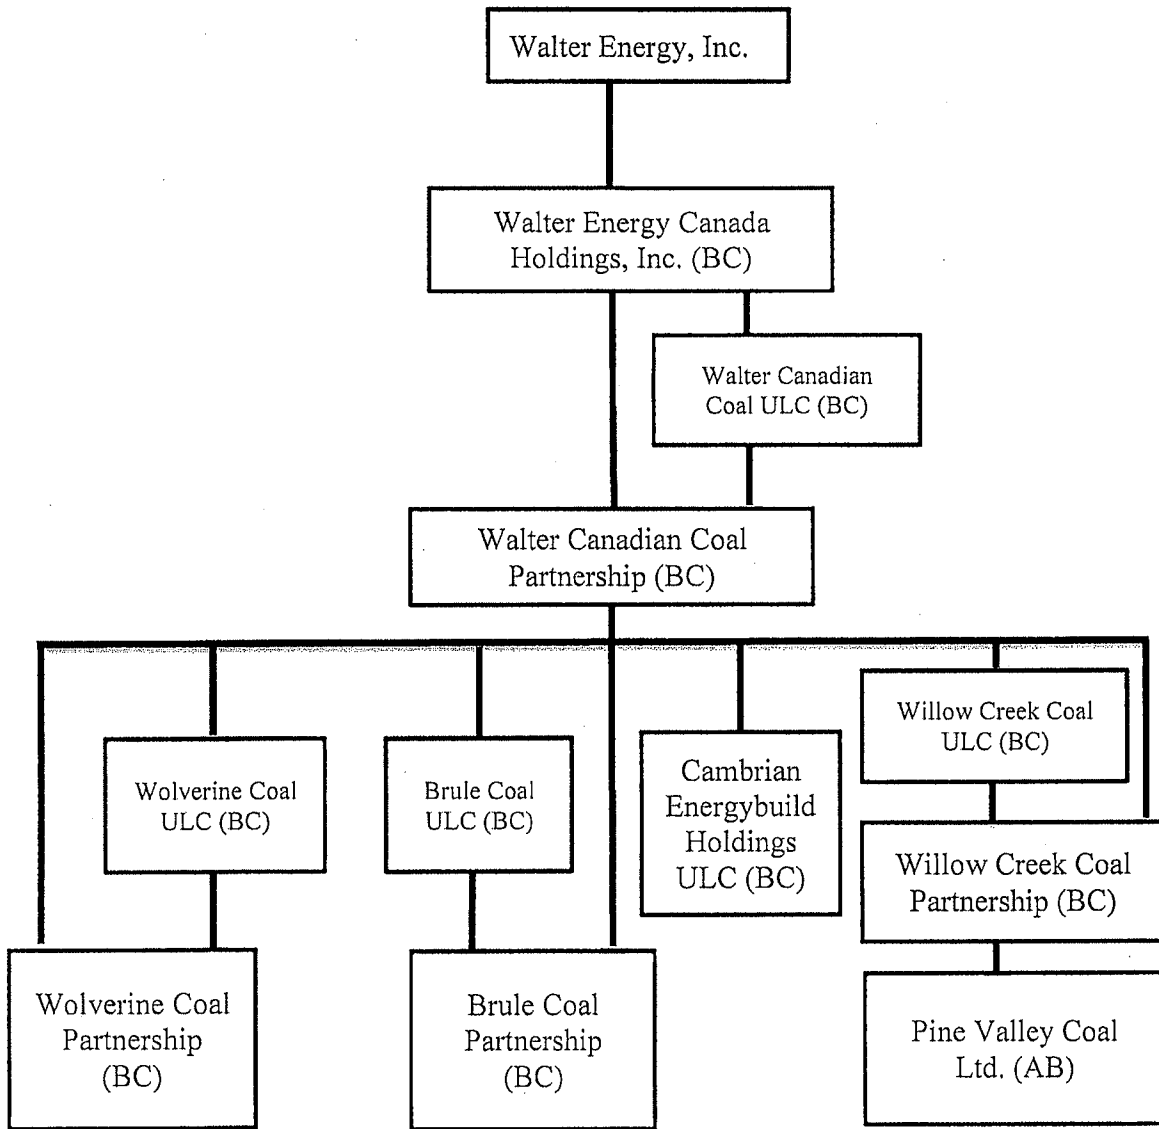 Walter Energy, Inc.
Walter Energy Canada
Holdings, Inc. (BC)
Walter Canadian
Coal ULC (BC)
Walter Canadian Coal
Partnership (BC)
Wolverine Coal
ULC (BC)
Brule Coal
ULC (BC)
Cambrian
Energybuild
Holdings
ULC (BC)
Willow Creek Coal
ULC (BC)
Willow Creek Coal
Partnership (BC)
Wolverine Coal
Partnership
(BC)
Brule Coal
Partnership
(BC)
Pine Valley Coal
Ltd. (AB)